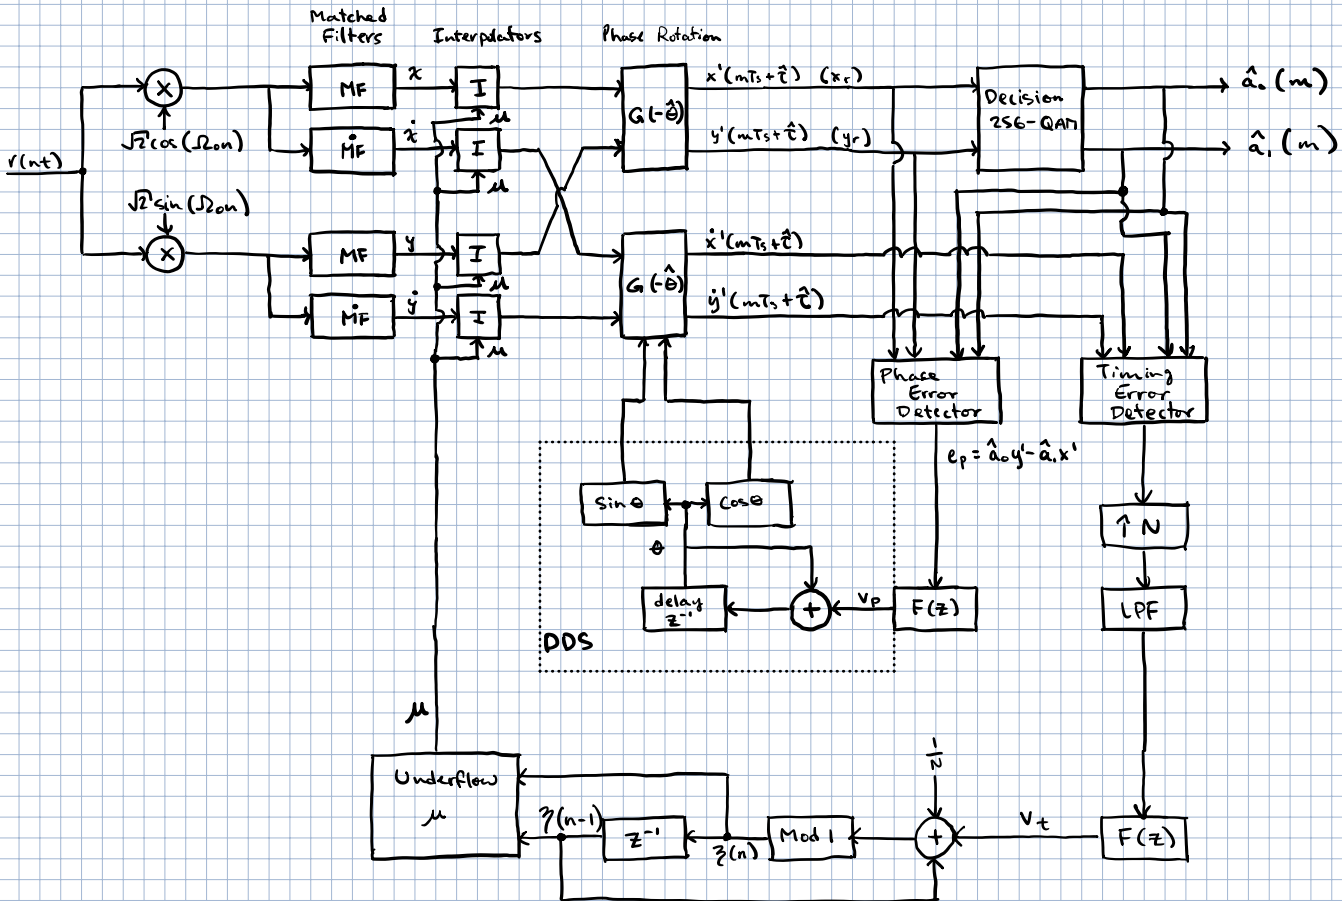 Matched
Filters
Interpolators
Phase Rotation
MF
x
I
μ
G(-θ̂)
x'(mTs+τ̂) (xr)
Decision
256-QAM
â₀(m)
×
√2 cos(Ω₀n)
ṀF
ẋ
I
μ
y'(mTs+τ̂) (yr)
â₁(m)
r(nt)
√2 sin(Ω₀n)
×
MF
y
I
μ
G(-θ̂)
ẋ'(mTs+τ̂)
ṀF
ẏ
I
μ
ẏ'(mTs+τ̂)
Phase
Error
Detector
Timing
Error
Detector
eₚ = â₀y' - â₁x'
sin θ
cos θ
↑ N
θ
delay
z⁻¹
+
Vp
F(z)
LPF
DDS
μ
Underflow
μ
η(n-1)
z⁻¹
η(n)
Mod 1
1/N
+
Vt
F(z)